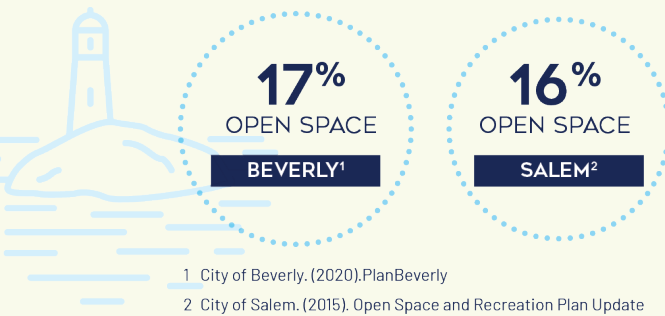 17% 16%
OPEN SPACE OPEN SPACE
BEVERLY¹ SALEM²
1 City of Beverly. (2020).PlanBeverly
2 City of Salem. (2015). Open Space and Recreation Plan Update